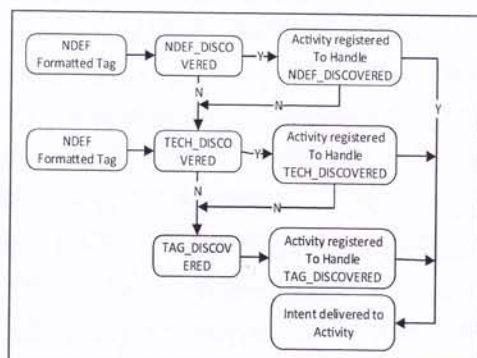 NDEF
Formatted Tag
NDEF_DISCO
VERED
Y
Activity registered
To Handle
NDEF_DISCOVERED
N
N
Y
NDEF
Formatted Tag
TECH_DISCO
VERED
Y
Activity registered
To Handle
TECH_DISCOVERED
N
N
TAG_DISCOV
ERED
Activity registered
To Handle
TAG_DISCOVERED
Intent delivered to
Activity